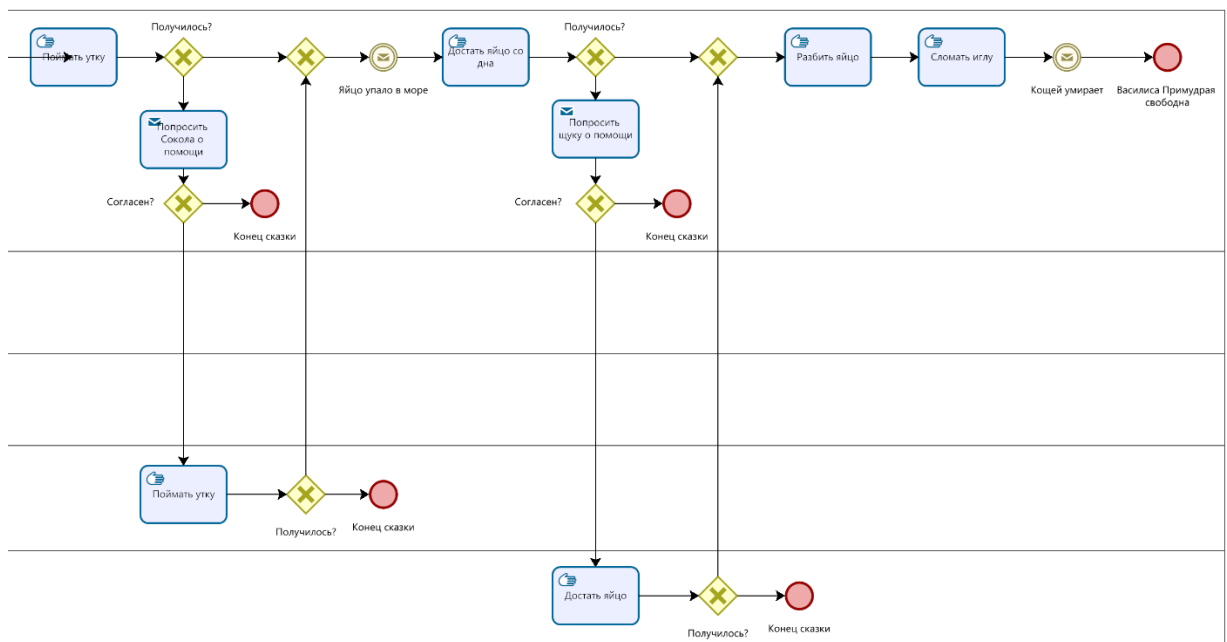 Получилось?
Получилось?
Поймать утку
Достать яйцо со
дна
Разбить яйцо
Сломать иглу
Яйцо упало в море
Кощей умирает
Василиса Примудрая
свободна
Попросить
Сокола о
помощи
Попросить
щуку о помощи
Согласен?
Конец сказки
Согласен?
Конец сказки
Поймать утку
Получилось?
Конец сказки
Достать яйцо
Получилось?
Конец сказки